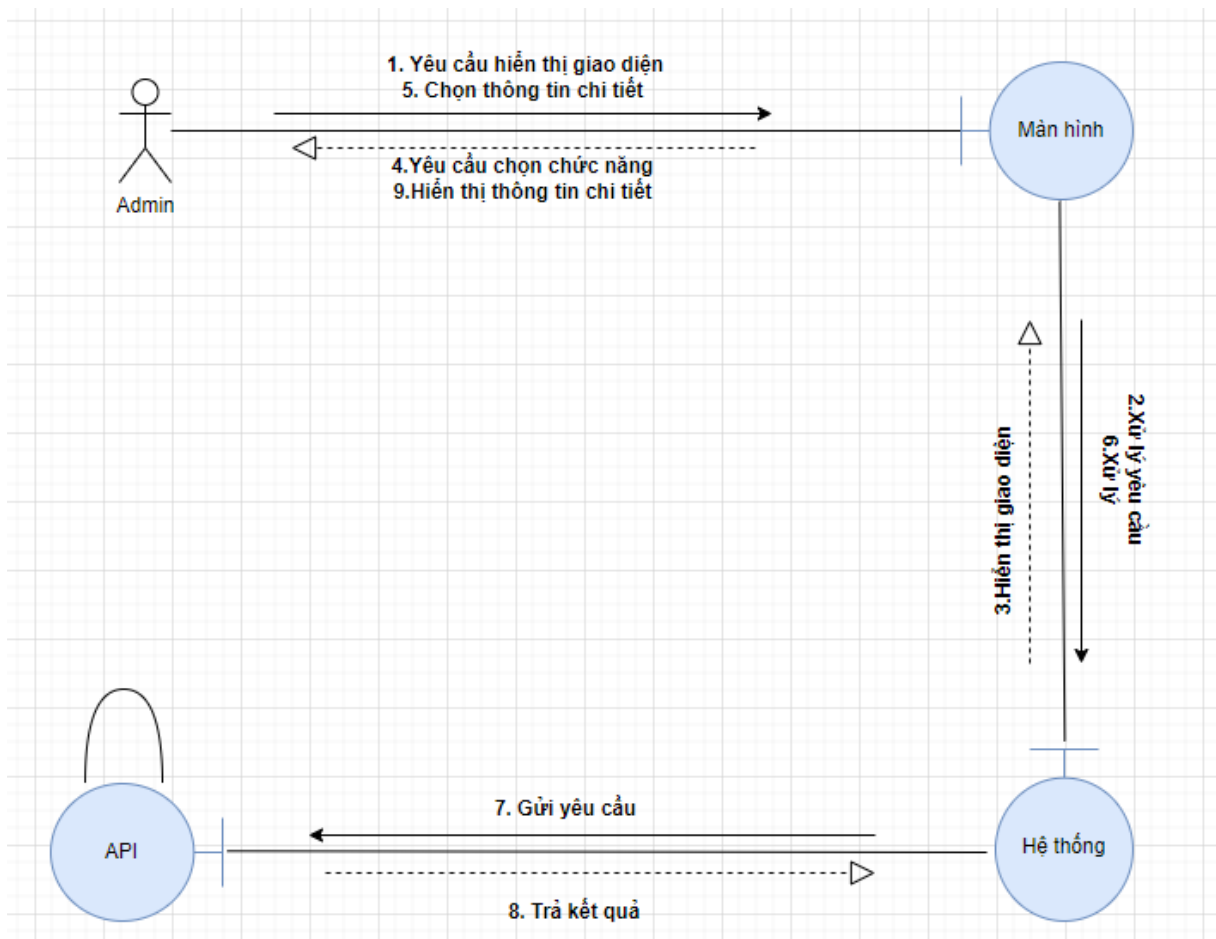 1. Yêu cầu hiển thị giao diện
5. Chọn thông tin chi tiết
Màn hình
4.Yêu cầu chọn chức năng
9.Hiển thị thông tin chi tiết
Admin
2.Xử lý yêu cầu
6.Xử lý
3.Hiển thị giao diện
7. Gửi yêu cầu
API
Hệ thống
8. Trả kết quả